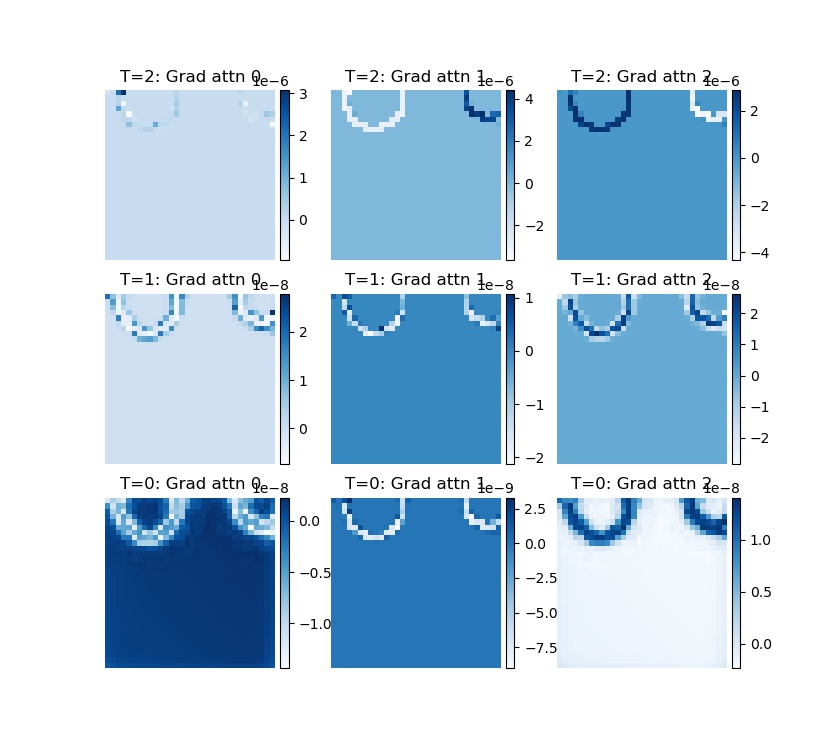 T=2: Grad attn 0
1e−6
T=2: Grad attn 1
1e−6
T=2: Grad attn 2
1e−6
3
2
1
0
4
2
0
−2
2
0
−2
−4
T=1: Grad attn 0
1e−8
T=1: Grad attn 1
1e−8
T=1: Grad attn 2
1e−8
2
1
0
1
0
−1
−2
2
1
0
−1
−2
T=0: Grad attn 0
1e−8
T=0: Grad attn 1
1e−9
T=0: Grad attn 2
1e−8
0.0
−0.5
−1.0
2.5
0.0
−2.5
−5.0
−7.5
1.0
0.5
0.0